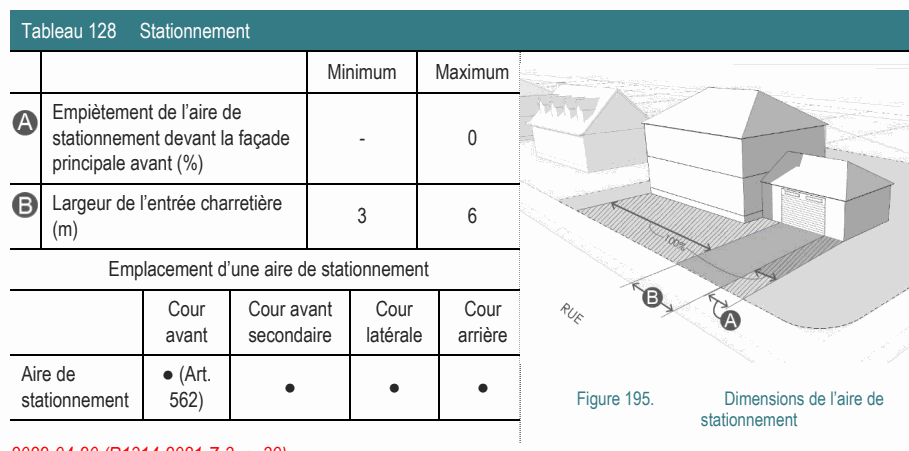 Tableau 128 Stationnement
Minimum Maximum
A Empiètement de l'aire de
stationnement devant la façade
principale avant (%)
- 0
B Largeur de l'entrée charretière
(m)
3 6
Emplacement d'une aire de stationnement
Cour
avant
Cour avant
secondaire
Cour
latérale
Cour
arrière
Aire de
stationnement
● (Art.
562)
● ● ●
100%
B
A
RUE
Figure 195. Dimensions de l'aire de
stationnement